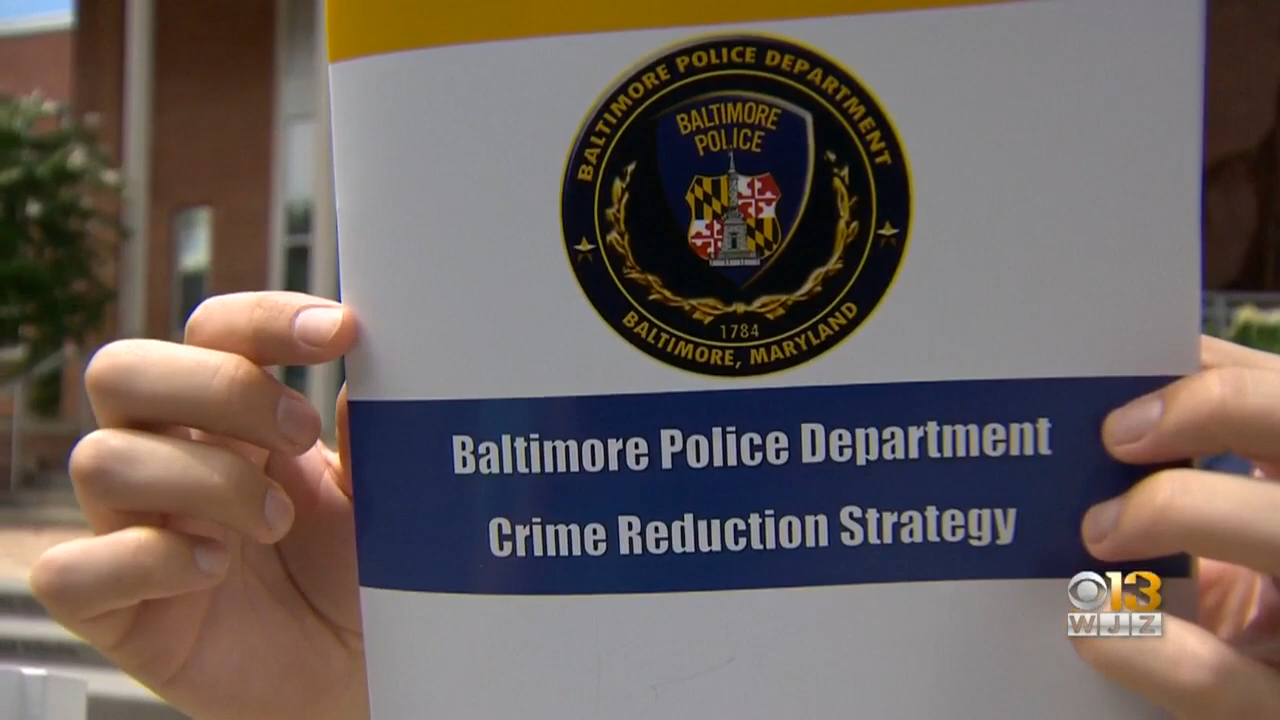 BALTIMORE POLICE DEPARTMENT
BALTIMORE
POLICE
1784
BALTIMORE, MARYLAND
Baltimore Police Department
Crime Reduction Strategy
13
WJZ